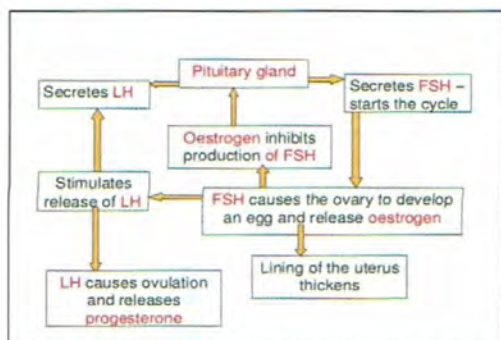 Pituitary gland
Secretes LH
Secretes FSH –
starts the cycle
Oestrogen inhibits
production of FSH
Stimulates
release of LH
FSH causes the ovary to develop
an egg and release oestrogen
LH causes ovulation
and releases
progesterone
Lining of the uterus
thickens